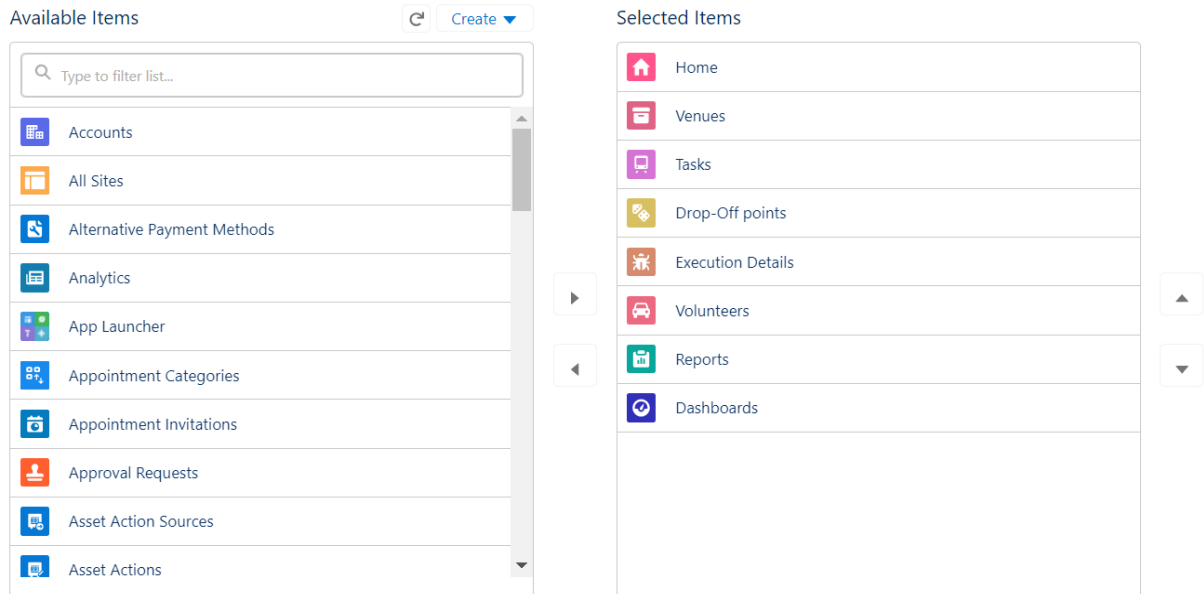 Available Items
Create
Type to filter list...
Accounts
All Sites
Alternative Payment Methods
Analytics
App Launcher
Appointment Categories
Appointment Invitations
Approval Requests
Asset Action Sources
Asset Actions
Selected Items
Home
Venues
Tasks
Drop-Off points
Execution Details
Volunteers
Reports
Dashboards